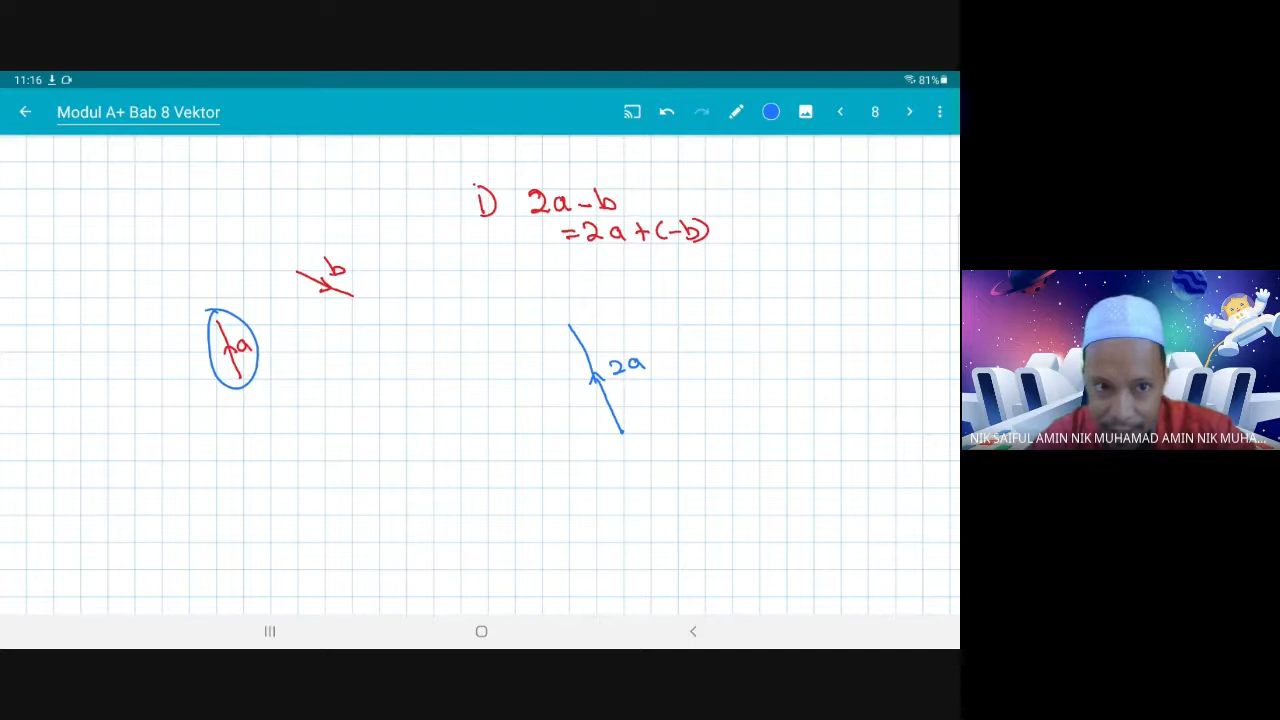 11:16
81%
Modul A+ Bab 8 Vektor
8
i) 2a - b
= 2a + (-b)
b
a
2a
NIK SAIFUL AMIN NIK MUHAMAD AMIN NIK MUHA...